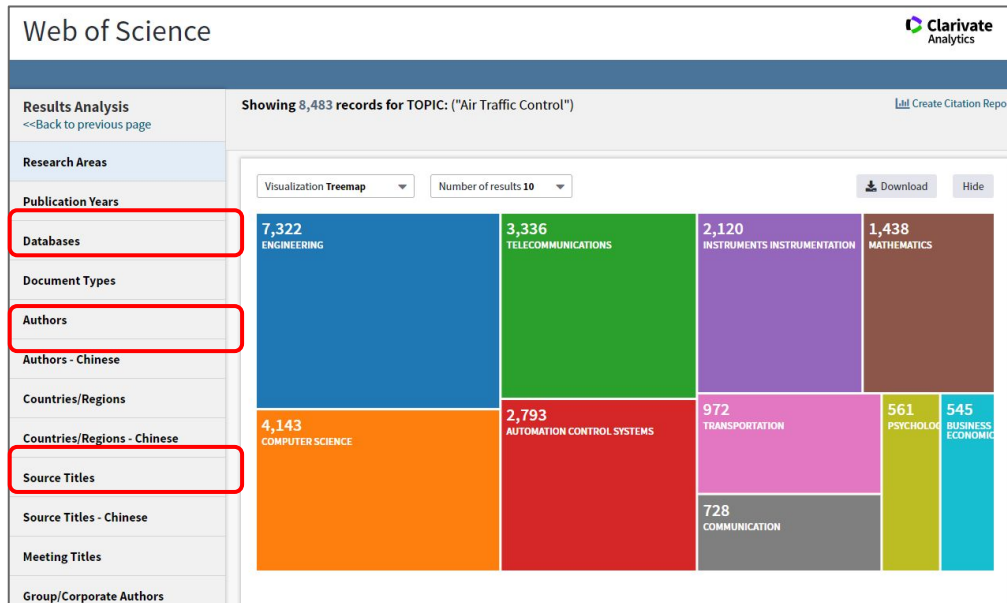 Web of Science
Clarivate
Analytics
Results Analysis
<<Back to previous page
Showing 8,483 records for TOPIC: ("Air Traffic Control")
Create Citation Repo
Research Areas
Publication Years
Databases
Document Types
Authors
Authors - Chinese
Countries/Regions
Countries/Regions - Chinese
Source Titles
Source Titles - Chinese
Meeting Titles
Group/Corporate Authors
Visualization Treemap
Number of results 10
Download
Hide
7,322
ENGINEERING
3,336
TELECOMMUNICATIONS
2,120
INSTRUMENTS INSTRUMENTATION
1,438
MATHEMATICS
4,143
COMPUTER SCIENCE
2,793
AUTOMATION CONTROL SYSTEMS
972
TRANSPORTATION
561
PSYCHOLOG
545
BUSINESS
ECONOMIC
728
COMMUNICATION